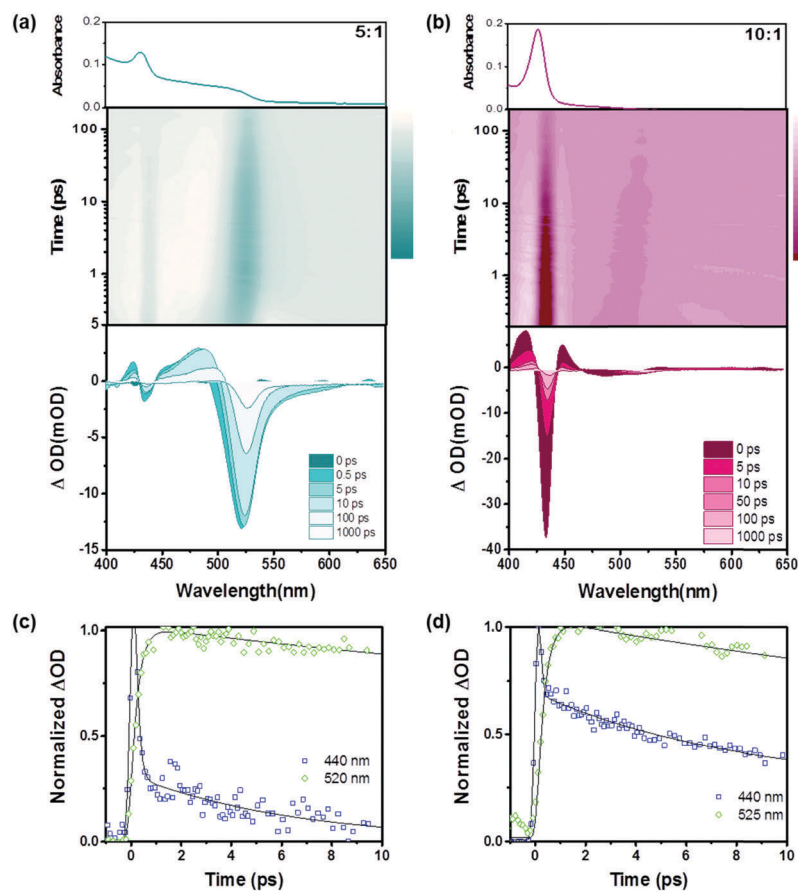 (a)
5:1
Absorbance
0.2
0.1
0.0
Time (ps)
100
10
1
5
Δ OD(mOD)
0
-5
-10
-15
0 ps
0.5 ps
5 ps
10 ps
100 ps
1000 ps
400 450 500 550 600 650
Wavelength(nm)
(b)
10:1
Absorbance
0.2
0.1
0.0
Time (ps)
100
10
1
Δ OD(mOD)
10
0
-10
-20
-30
-40
0 ps
5 ps
10 ps
50 ps
100 ps
1000 ps
400 450 500 550 600 650
Wavelength(nm)
(c)
Normalized ΔOD
1.0
0.5
0.0
440 nm
520 nm
0 2 4 6 8 10
Time (ps)
(d)
Normalized ΔOD
1.0
0.5
0.0
440 nm
525 nm
0 2 4 6 8 10
Time (ps)